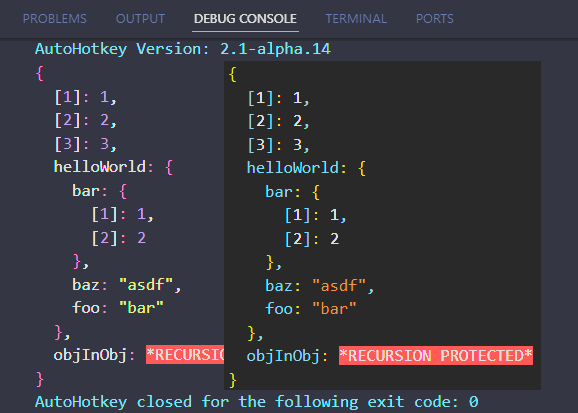 PROBLEMS OUTPUT DEBUG CONSOLE TERMINAL PORTS
AutoHotkey Version: 2.1-alpha.14
{
  [1]: 1,
  [2]: 2,
  [3]: 3,
  helloWorld: {
    bar: {
      [1]: 1,
      [2]: 2
    },
    baz: "asdf",
    foo: "bar"
  },
  objInObj: *RECURSIO
}
{
  [1]: 1,
  [2]: 2,
  [3]: 3,
  helloWorld: {
    bar: {
      [1]: 1,
      [2]: 2
    },
    baz: "asdf",
    foo: "bar"
  },
  objInObj: *RECURSION PROTECTED*
}
AutoHotkey closed for the following exit code: 0